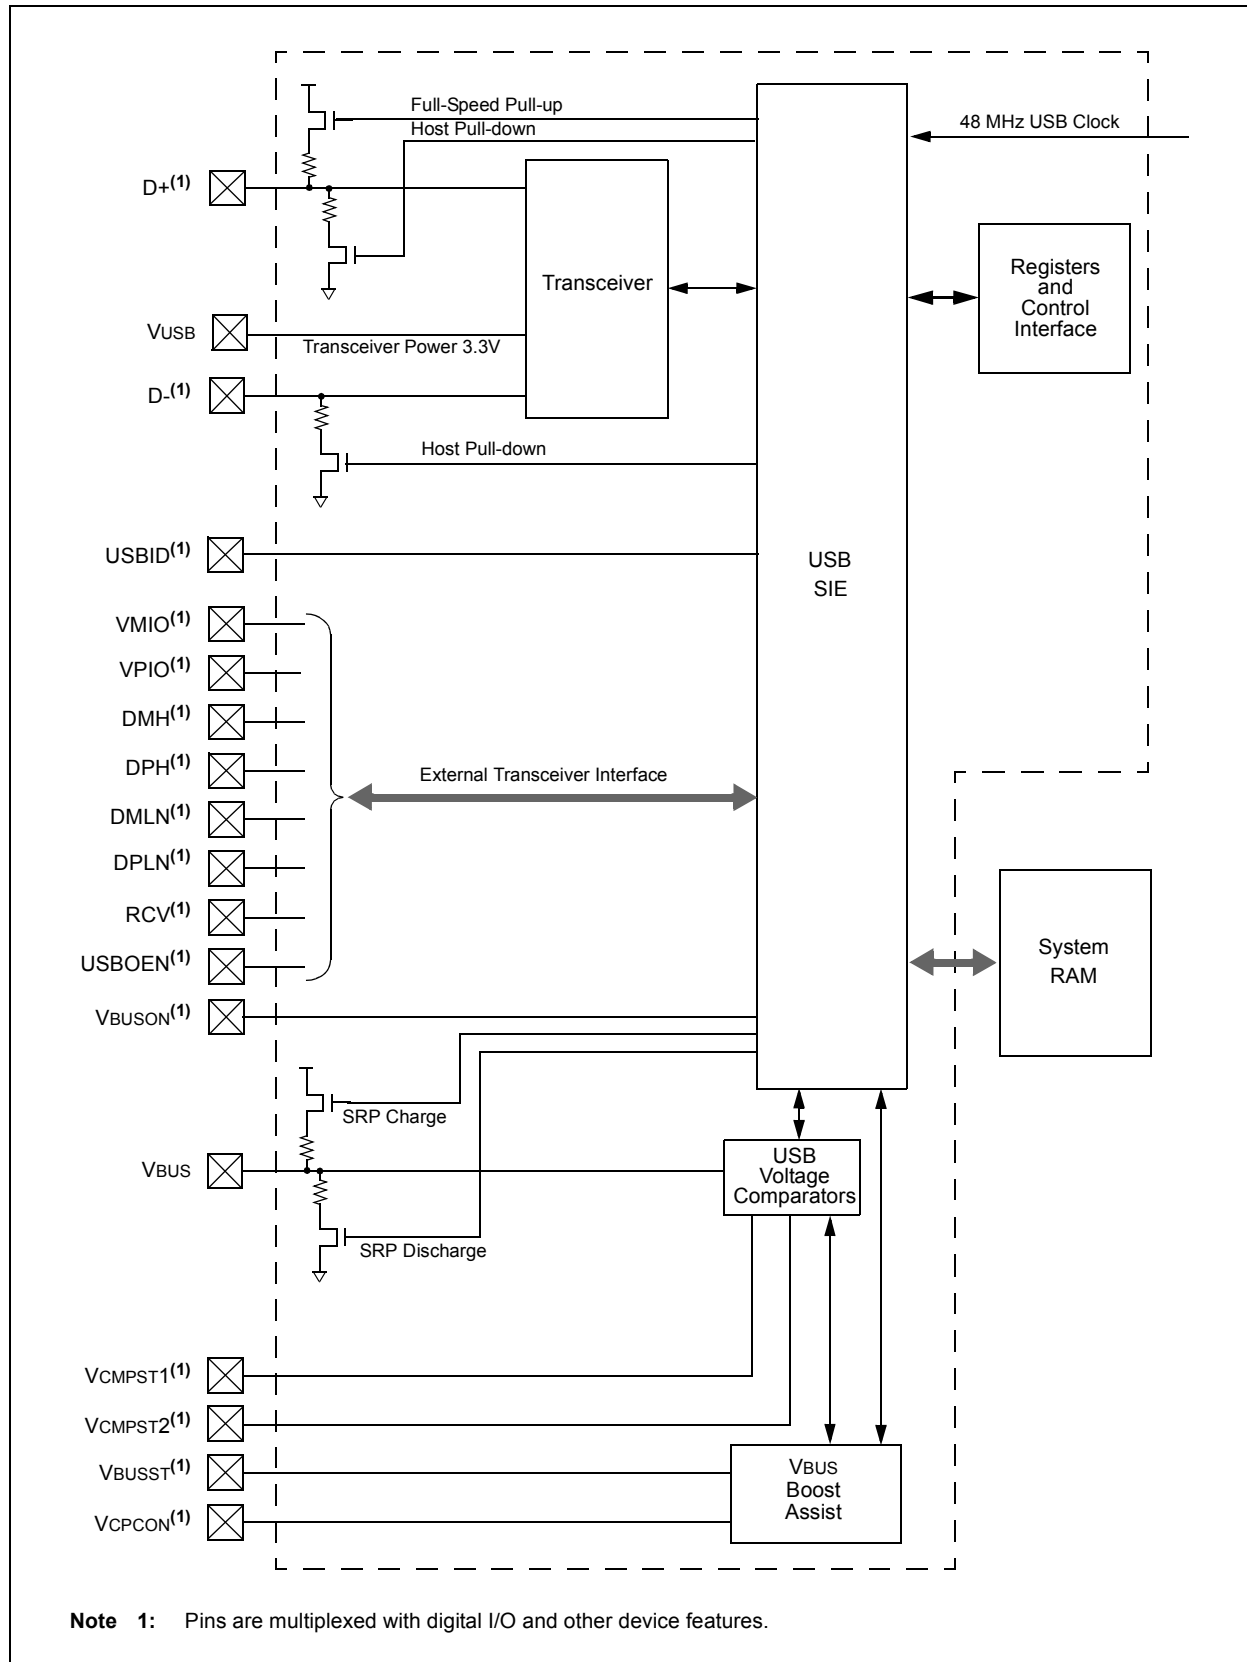 Full-Speed Pull-up
Host Pull-down
48 MHz USB Clock
D+(1)
Transceiver
Registers
and
Control
Interface
VUSB
Transceiver Power 3.3V
D-(1)
Host Pull-down
USBID(1)
USB
SIE
VMIO(1)
VPIO(1)
DMH(1)
DPH(1)
External Transceiver Interface
DMLN(1)
DPLN(1)
RCV(1)
USBOEN(1)
System
RAM
VBUSON(1)
SRP Charge
VBUS
USB
Voltage
Comparators
SRP Discharge
VCMPST1(1)
VCMPST2(1)
VBUSST(1)
VCPCON(1)
VBUS
Boost
Assist
Note 1: Pins are multiplexed with digital I/O and other device features.